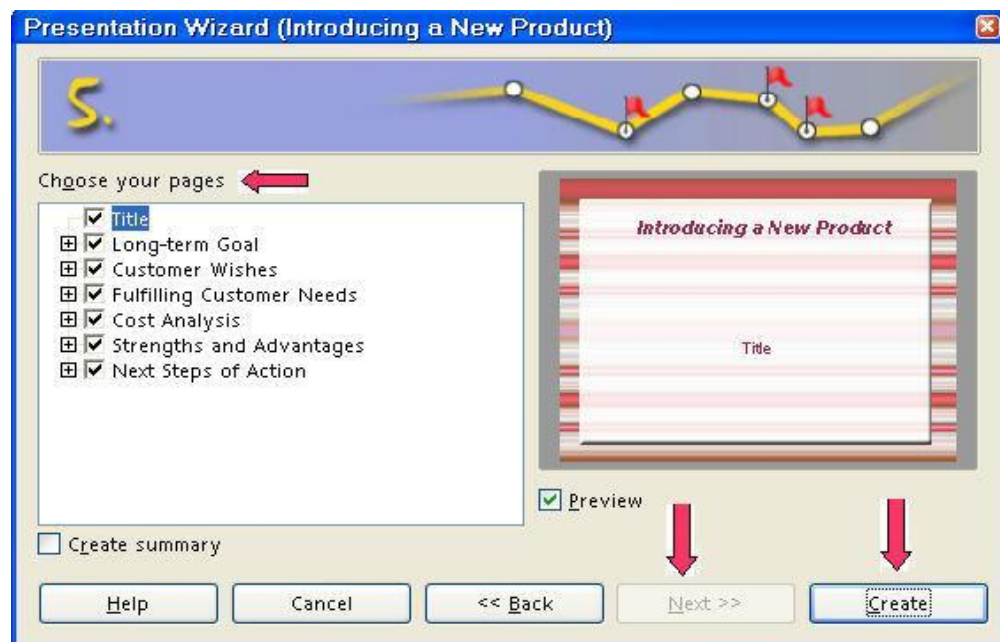 Presentation Wizard (Introducing a New Product)
S.
Choose your pages
Title
Long-term Goal
Customer Wishes
Fulfilling Customer Needs
Cost Analysis
Strengths and Advantages
Next Steps of Action
Introducing a New Product
Title
Preview
Create summary
Help
Cancel
<< Back
Next >>
Create